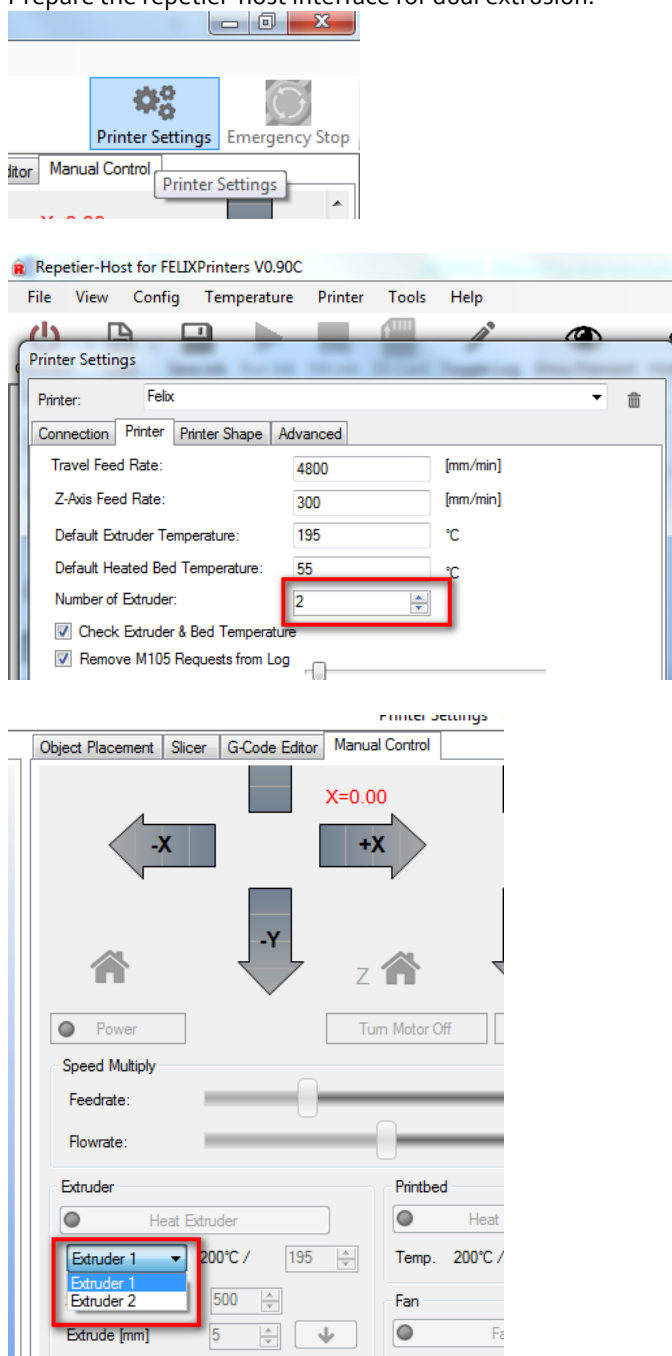 Prepare the repetier-host interface for dual extrusion.
Printer Settings Emergency Stop
ditor Manual Control
Printer Settings
Repetier-Host for FELIXPrinters V0.90C
File View Config Temperature Printer Tools Help
Printer Settings
Printer: Felix
Connection Printer Printer Shape Advanced
Travel Feed Rate: 4800 [mm/min]
Z-Axis Feed Rate: 300 [mm/min]
Default Extruder Temperature: 195 °C
Default Heated Bed Temperature: 55 °C
Number of Extruder: 2
Check Extruder & Bed Temperature
Remove M105 Requests from Log
Printer Settings
Object Placement Slicer G-Code Editor Manual Control
X=0.00
-X +X
-Y
Z
Power Turn Motor Off
Speed Multiply
Feedrate:
Flowrate:
Extruder Printbed
Heat Extruder Heat
Extruder 1 200°C / 195 Temp. 200°C /
Extruder 1
Extruder 2 500 Fan
Extrude [mm] 5 Fa